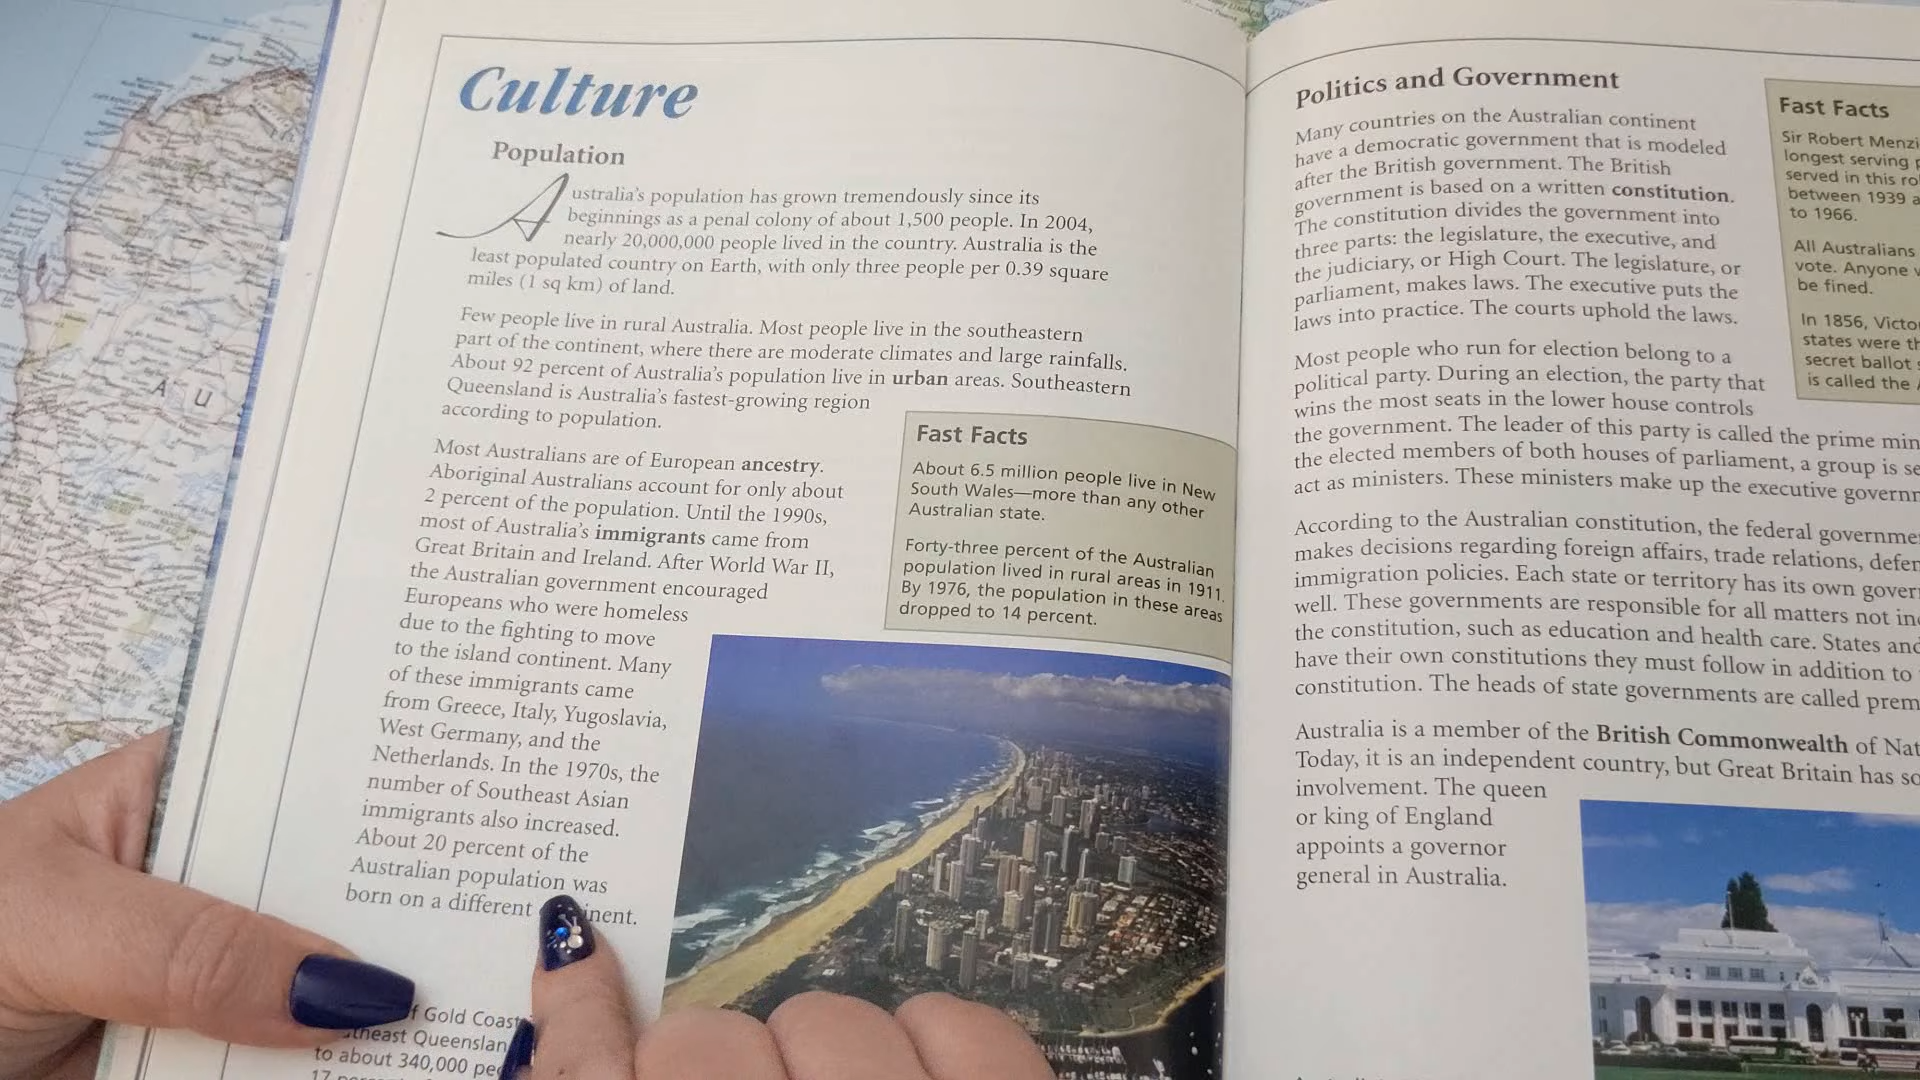 Culture
Population
Australia's population has grown tremendously since its
beginnings as a penal colony of about 1,500 people. In 2004,
nearly 20,000,000 people lived in the country. Australia is the
least populated country on Earth, with only three people per 0.39 square
miles (1 sq km) of land.
Few people live in rural Australia. Most people live in the southeastern
part of the continent, where there are moderate climates and large rainfalls.
About 92 percent of Australia's population live in urban areas. Southeastern
Queensland is Australia's fastest-growing region
according to population.
Most Australians are of European ancestry.
Aboriginal Australians account for only about
2 percent of the population. Until the 1990s,
most of Australia's immigrants came from
Great Britain and Ireland. After World War II,
the Australian government encouraged
Europeans who were homeless
due to the fighting to move
to the island continent. Many
of these immigrants came
from Greece, Italy, Yugoslavia,
West Germany, and the
Netherlands. In the 1970s, the
number of Southeast Asian
immigrants also increased.
About 20 percent of the
Australian population was
born on a different
Fast Facts
About 6.5 million people live in New
South Wales—more than any other
Australian state.
Forty-three percent of the Australian
population lived in rural areas in 1911.
By 1976, the population in these areas
dropped to 14 percent.
Gold Coast
to about 340,000
17
Politics and Government
Many countries on the Australian continent
have a democratic government that is modeled
after the British government. The British
government is based on a written constitution.
The constitution divides the government into
three parts: the legislature, the executive, and
the judiciary, or High Court. The legislature, or
parliament, makes laws. The executive puts the
laws into practice. The courts uphold the laws.
Most people who run for election belong to a
political party. During an election, the party that
wins the most seats in the lower house controls
the government. The leader of this party is called the prime
the elected members of both houses of parliament, a group is
act as ministers. These ministers make up the executive
According to the Australian constitution, the federal
makes decisions regarding foreign affairs, trade relations,
immigration policies. Each state or territory has its own
well. These governments are responsible for all matters not
the constitution, such as education and health care. States
have their own constitutions they must follow in addition to
constitution. The heads of state governments are called
Australia is a member of the British Commonwealth of
Today, it is an independent country, but Great Britain has
involvement. The queen
or king of England
appoints a governor
general in Australia.
Fast Facts
Sir Robert
longest serving
served in this
between 1939
to 1966.
All Australians
vote. Anyone
be fined.
In 1856,
states were
secret ballot
is called the
A U